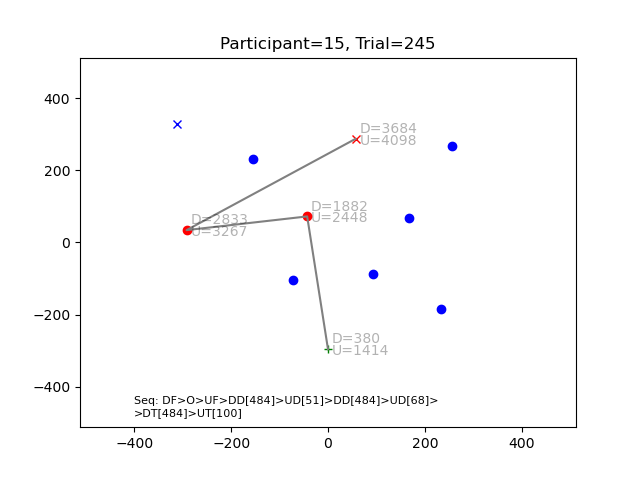 Participant=15, Trial=245
400
200
0
−200
−400
−400
−200
0
200
400
D=3684
U=4098
D=1882
U=2448
D=2833
U=3267
D=380
U=1414
Seq: DF>O>UF>DD[484]>UD[51]>DD[484]>UD[68]>
>DT[484]>UT[100]